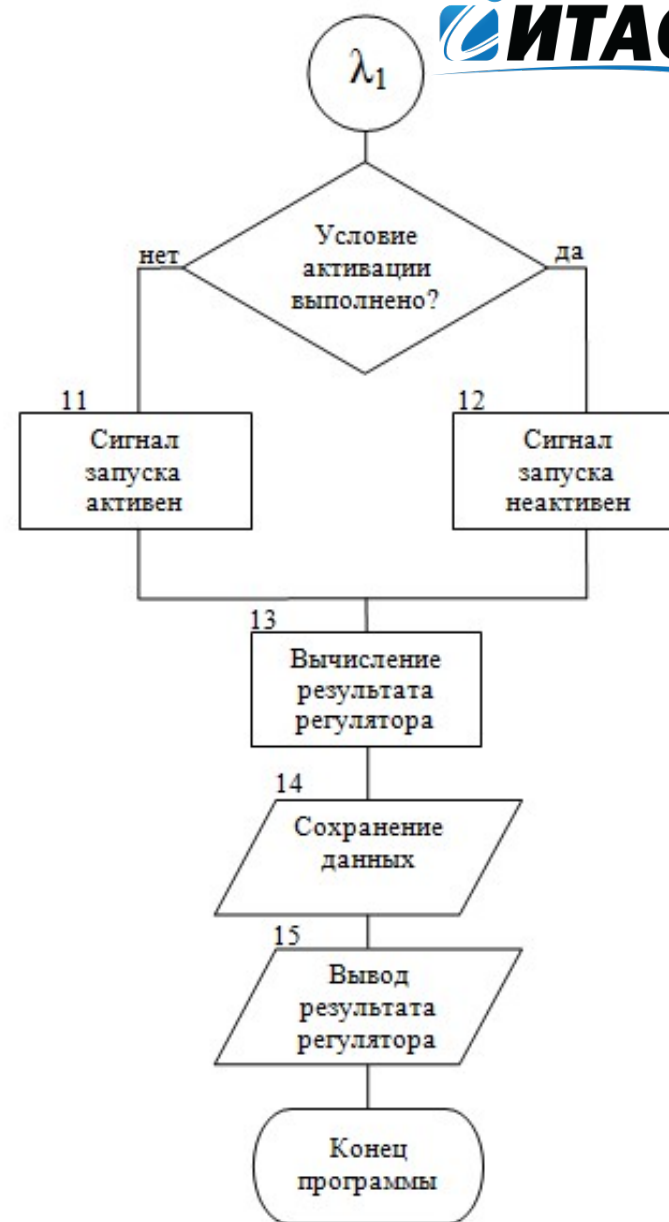 ИТАС
λ₁
Условие
активации
выполнено?
нет
да
11
Сигнал
запуска
активен
12
Сигнал
запуска
неактивен
13
Вычисление
результата
регулятора
14
Сохранение
данных
15
Вывод
результата
регулятора
Конец
программы